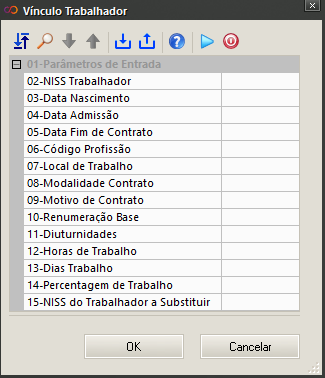 Vínculo Trabalhador
01-Parâmetros de Entrada
02-NISS Trabalhador
03-Data Nascimento
04-Data Admissão
05-Data Fim de Contrato
06-Código Profissão
07-Local de Trabalho
08-Modalidade Contrato
09-Motivo de Contrato
10-Renumeração Base
11-Diuturnidades
12-Horas de Trabalho
13-Dias Trabalho
14-Percentagem de Trabalho
15-NISS do Trabalhador a Substituir
OK Cancelar